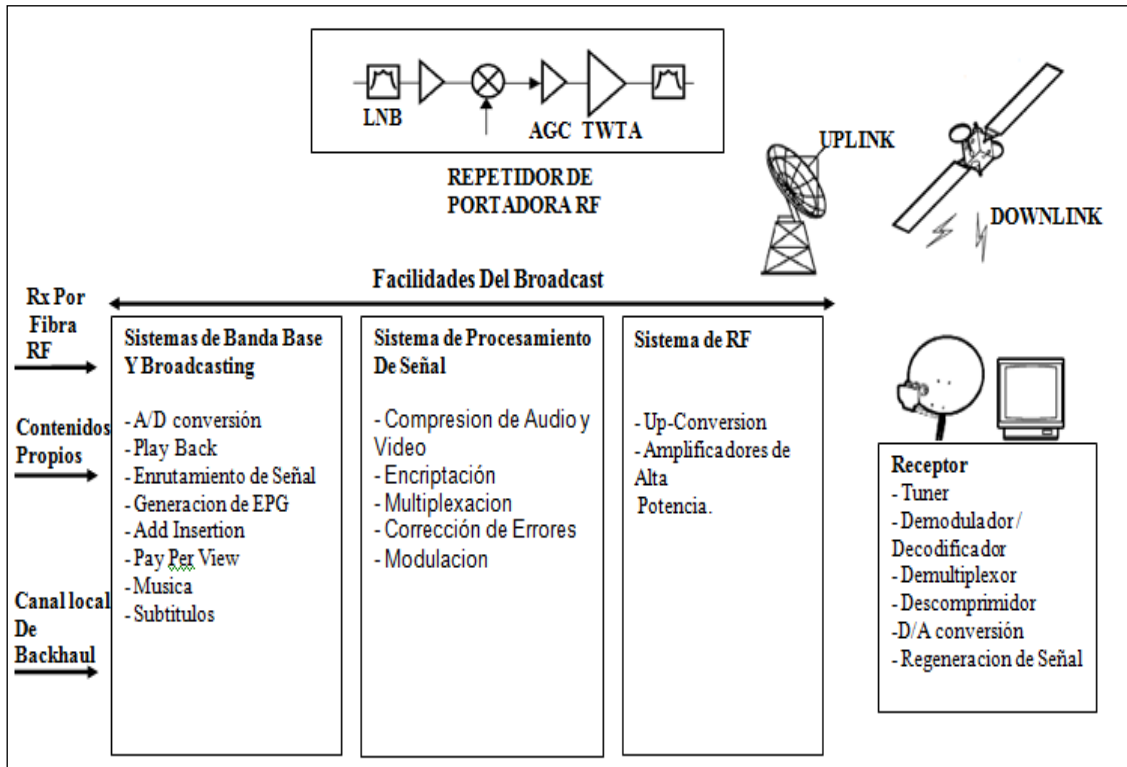 LNB
AGC TWTA
REPETIDOR DE
PORTADORA RF
UPLINK
DOWNLINK
Facilidades Del Broadcast
Rx Por
Fibra
RF
Contenidos
Propios
Canal local
De
Backhaul
Sistemas de Banda Base
Y Broadcasting
- A/D conversión
- Play Back
- Enrutamiento de Señal
- Generacion de EPG
- Add Insertion
- Pay Per View
- Musica
- Subtitulos
Sistema de Procesamiento
De Señal
- Compresion de Audio y
Video
- Encriptación
- Multiplexacion
- Corrección de Errores
- Modulacion
Sistema de RF
- Up-Conversion
- Amplificadores de
Alta
Potencia.
Receptor
- Tuner
- Demodulador /
Decodificador
- Demultiplexor
- Descomprimidor
-D/A conversión
- Regeneracion de Señal